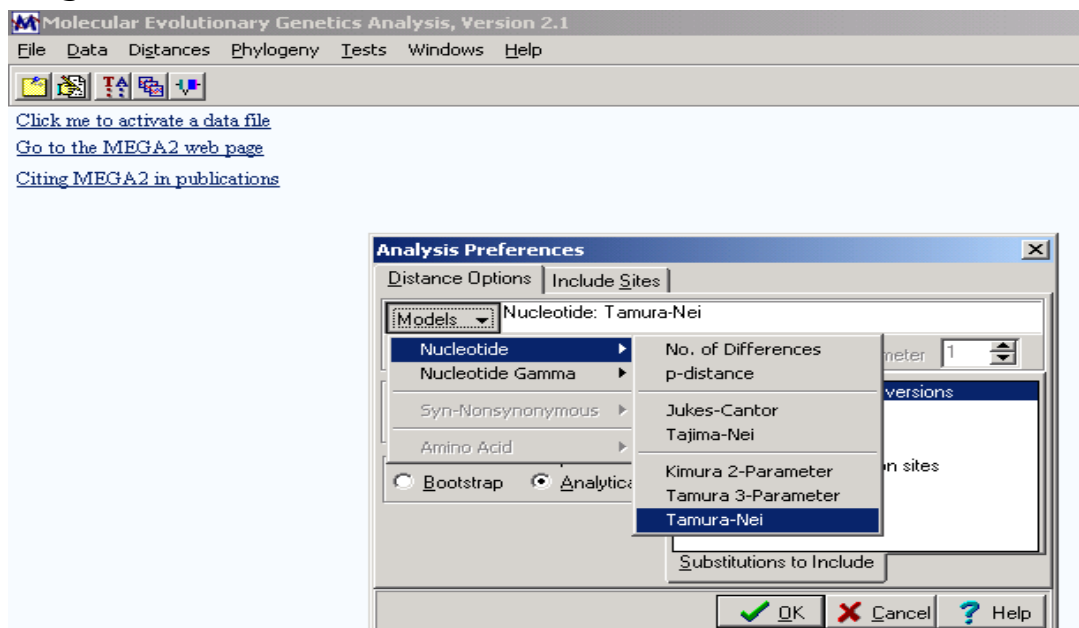 Molecular Evolutionary Genetics Analysis, Version 2.1
File Data Distances Phylogeny Tests Windows Help
Click me to activate a data file
Go to the MEGA2 web page
Citing MEGA2 in publications
Analysis Preferences
Distance Options Include Sites
Models Nucleotide: Tamura-Nei
Nucleotide
Nucleotide Gamma
Syn-Nonsynonymous
Amino Acid
No. of Differences
p-distance
Jukes-Cantor
Tajima-Nei
Kimura 2-Parameter
Tamura 3-Parameter
Tamura-Nei
meter 1
versions
sites
Bootstrap Analytica
Substitutions to Include
OK Cancel Help